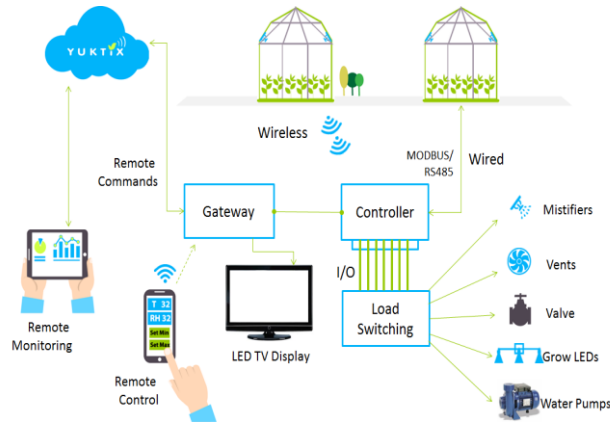 YUKTIX
Wireless
MODBUS/
RS485
Wired
Remote
Commands
Gateway
Controller
Mistifiers
I/O
Vents
T 32
RH 32
Set Min
Set Max
Load
Switching
Valve
Remote
Monitoring
LED TV Display
Grow LEDs
Remote
Control
Water Pumps